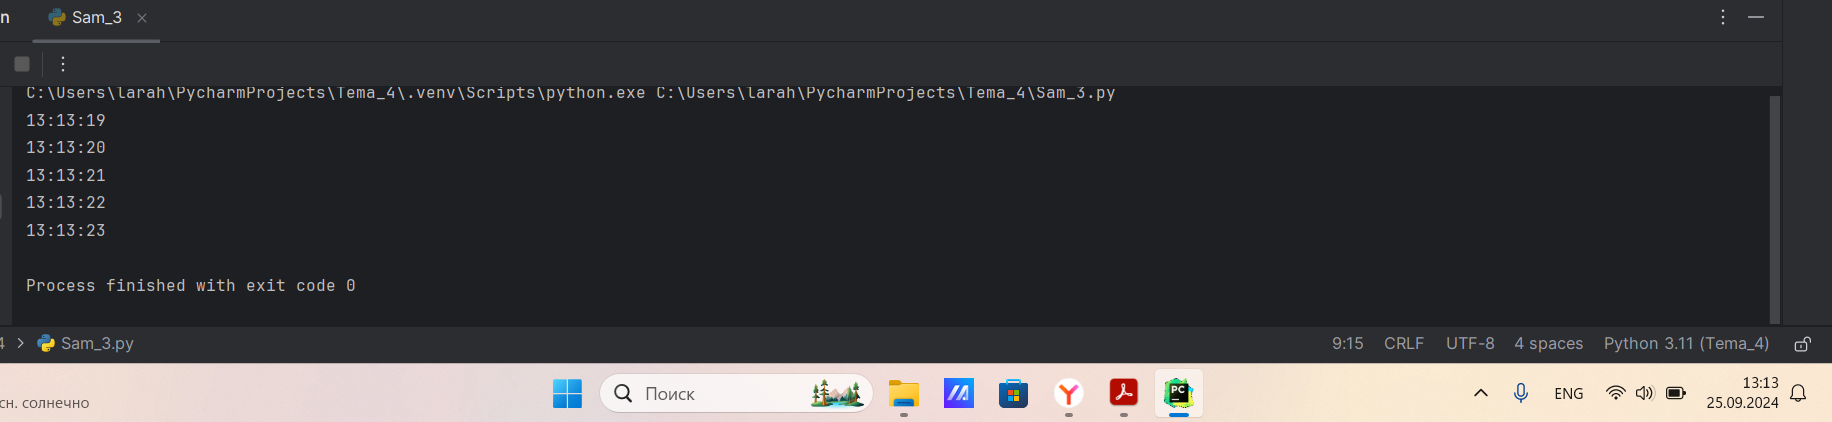 n Sam_3
C:\Users\larah\PycharmProjects\Tema_4\.venv\Scripts\python.exe C:\Users\larah\PycharmProjects\Tema_4\Sam_3.py
13:13:19
13:13:20
13:13:21
13:13:22
13:13:23
Process finished with exit code 0
4 > Sam_3.py 9:15 CRLF UTF-8 4 spaces Python 3.11 (Tema_4)
сн. солнечно Поиск PC ENG 13:13
25.09.2024